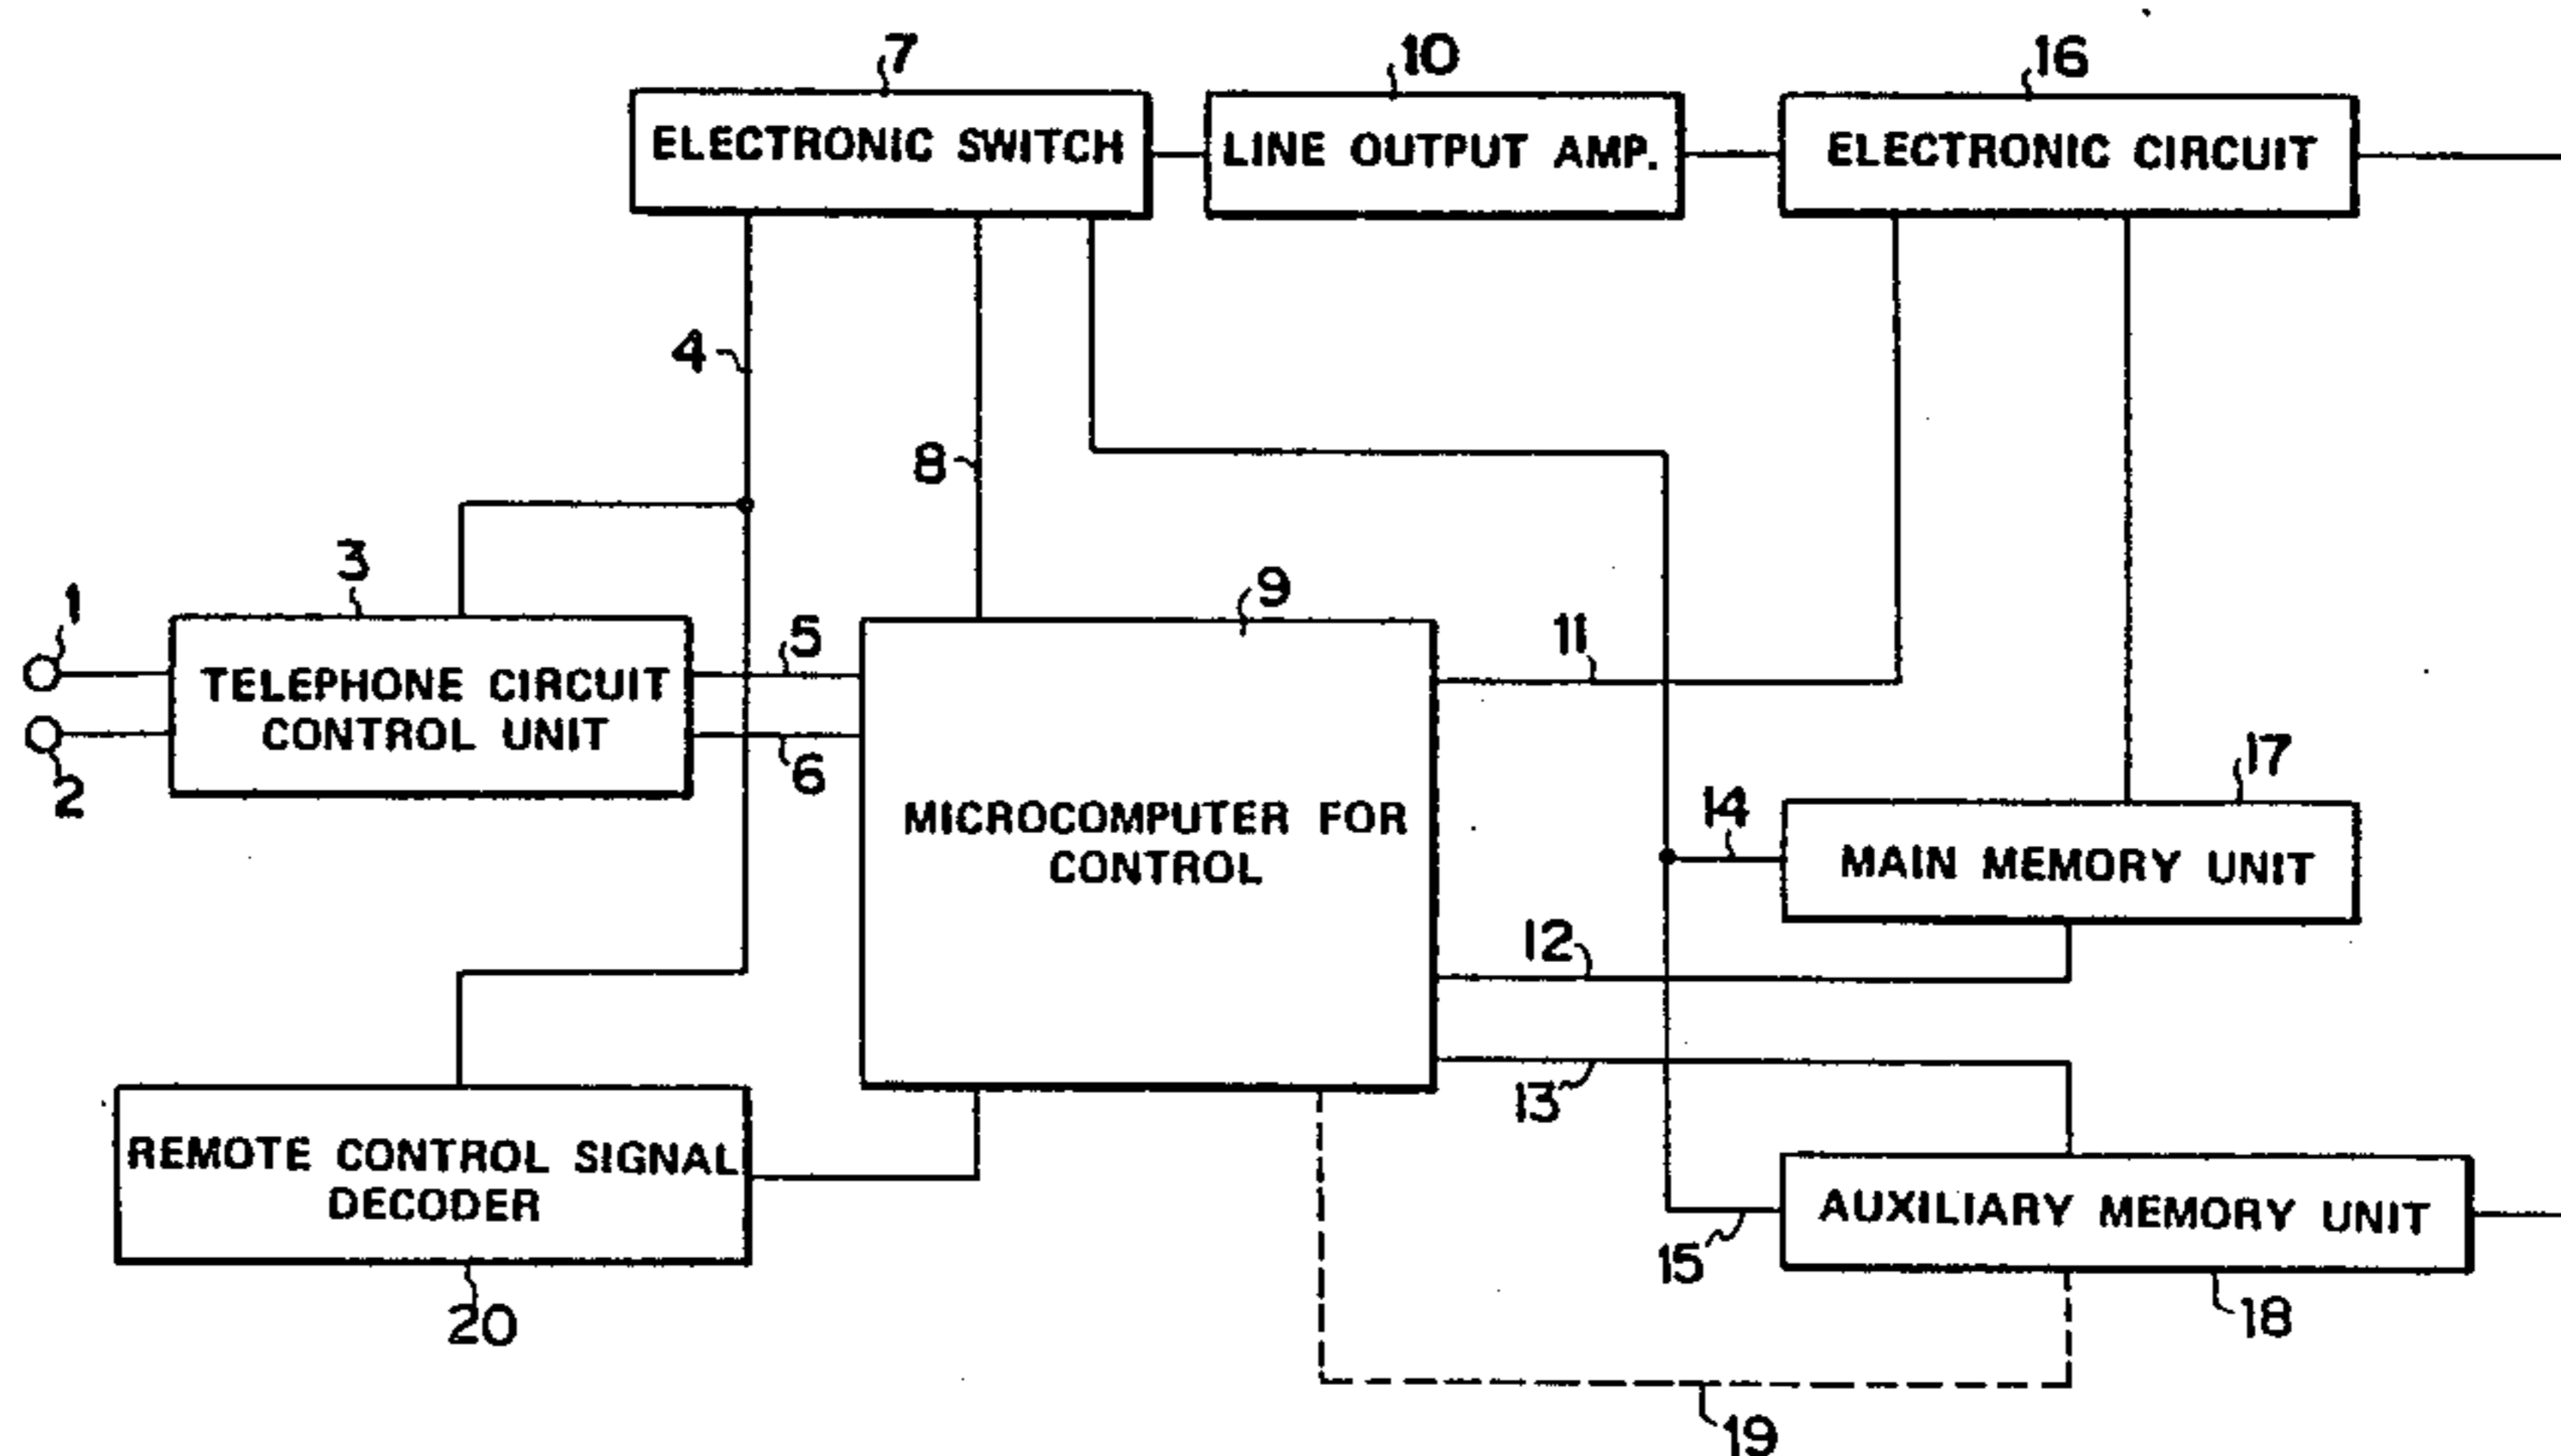 7
10
16
ELECTRONIC SWITCH
LINE OUTPUT AMP.
ELECTRONIC CIRCUIT
4
8
3
1
5
9
11
TELEPHONE CIRCUIT
CONTROL UNIT
2
6
17
MICROCOMPUTER FOR
CONTROL
14
MAIN MEMORY UNIT
12
13
REMOTE CONTROL SIGNAL
DECODER
AUXILIARY MEMORY UNIT
15
20
18
19